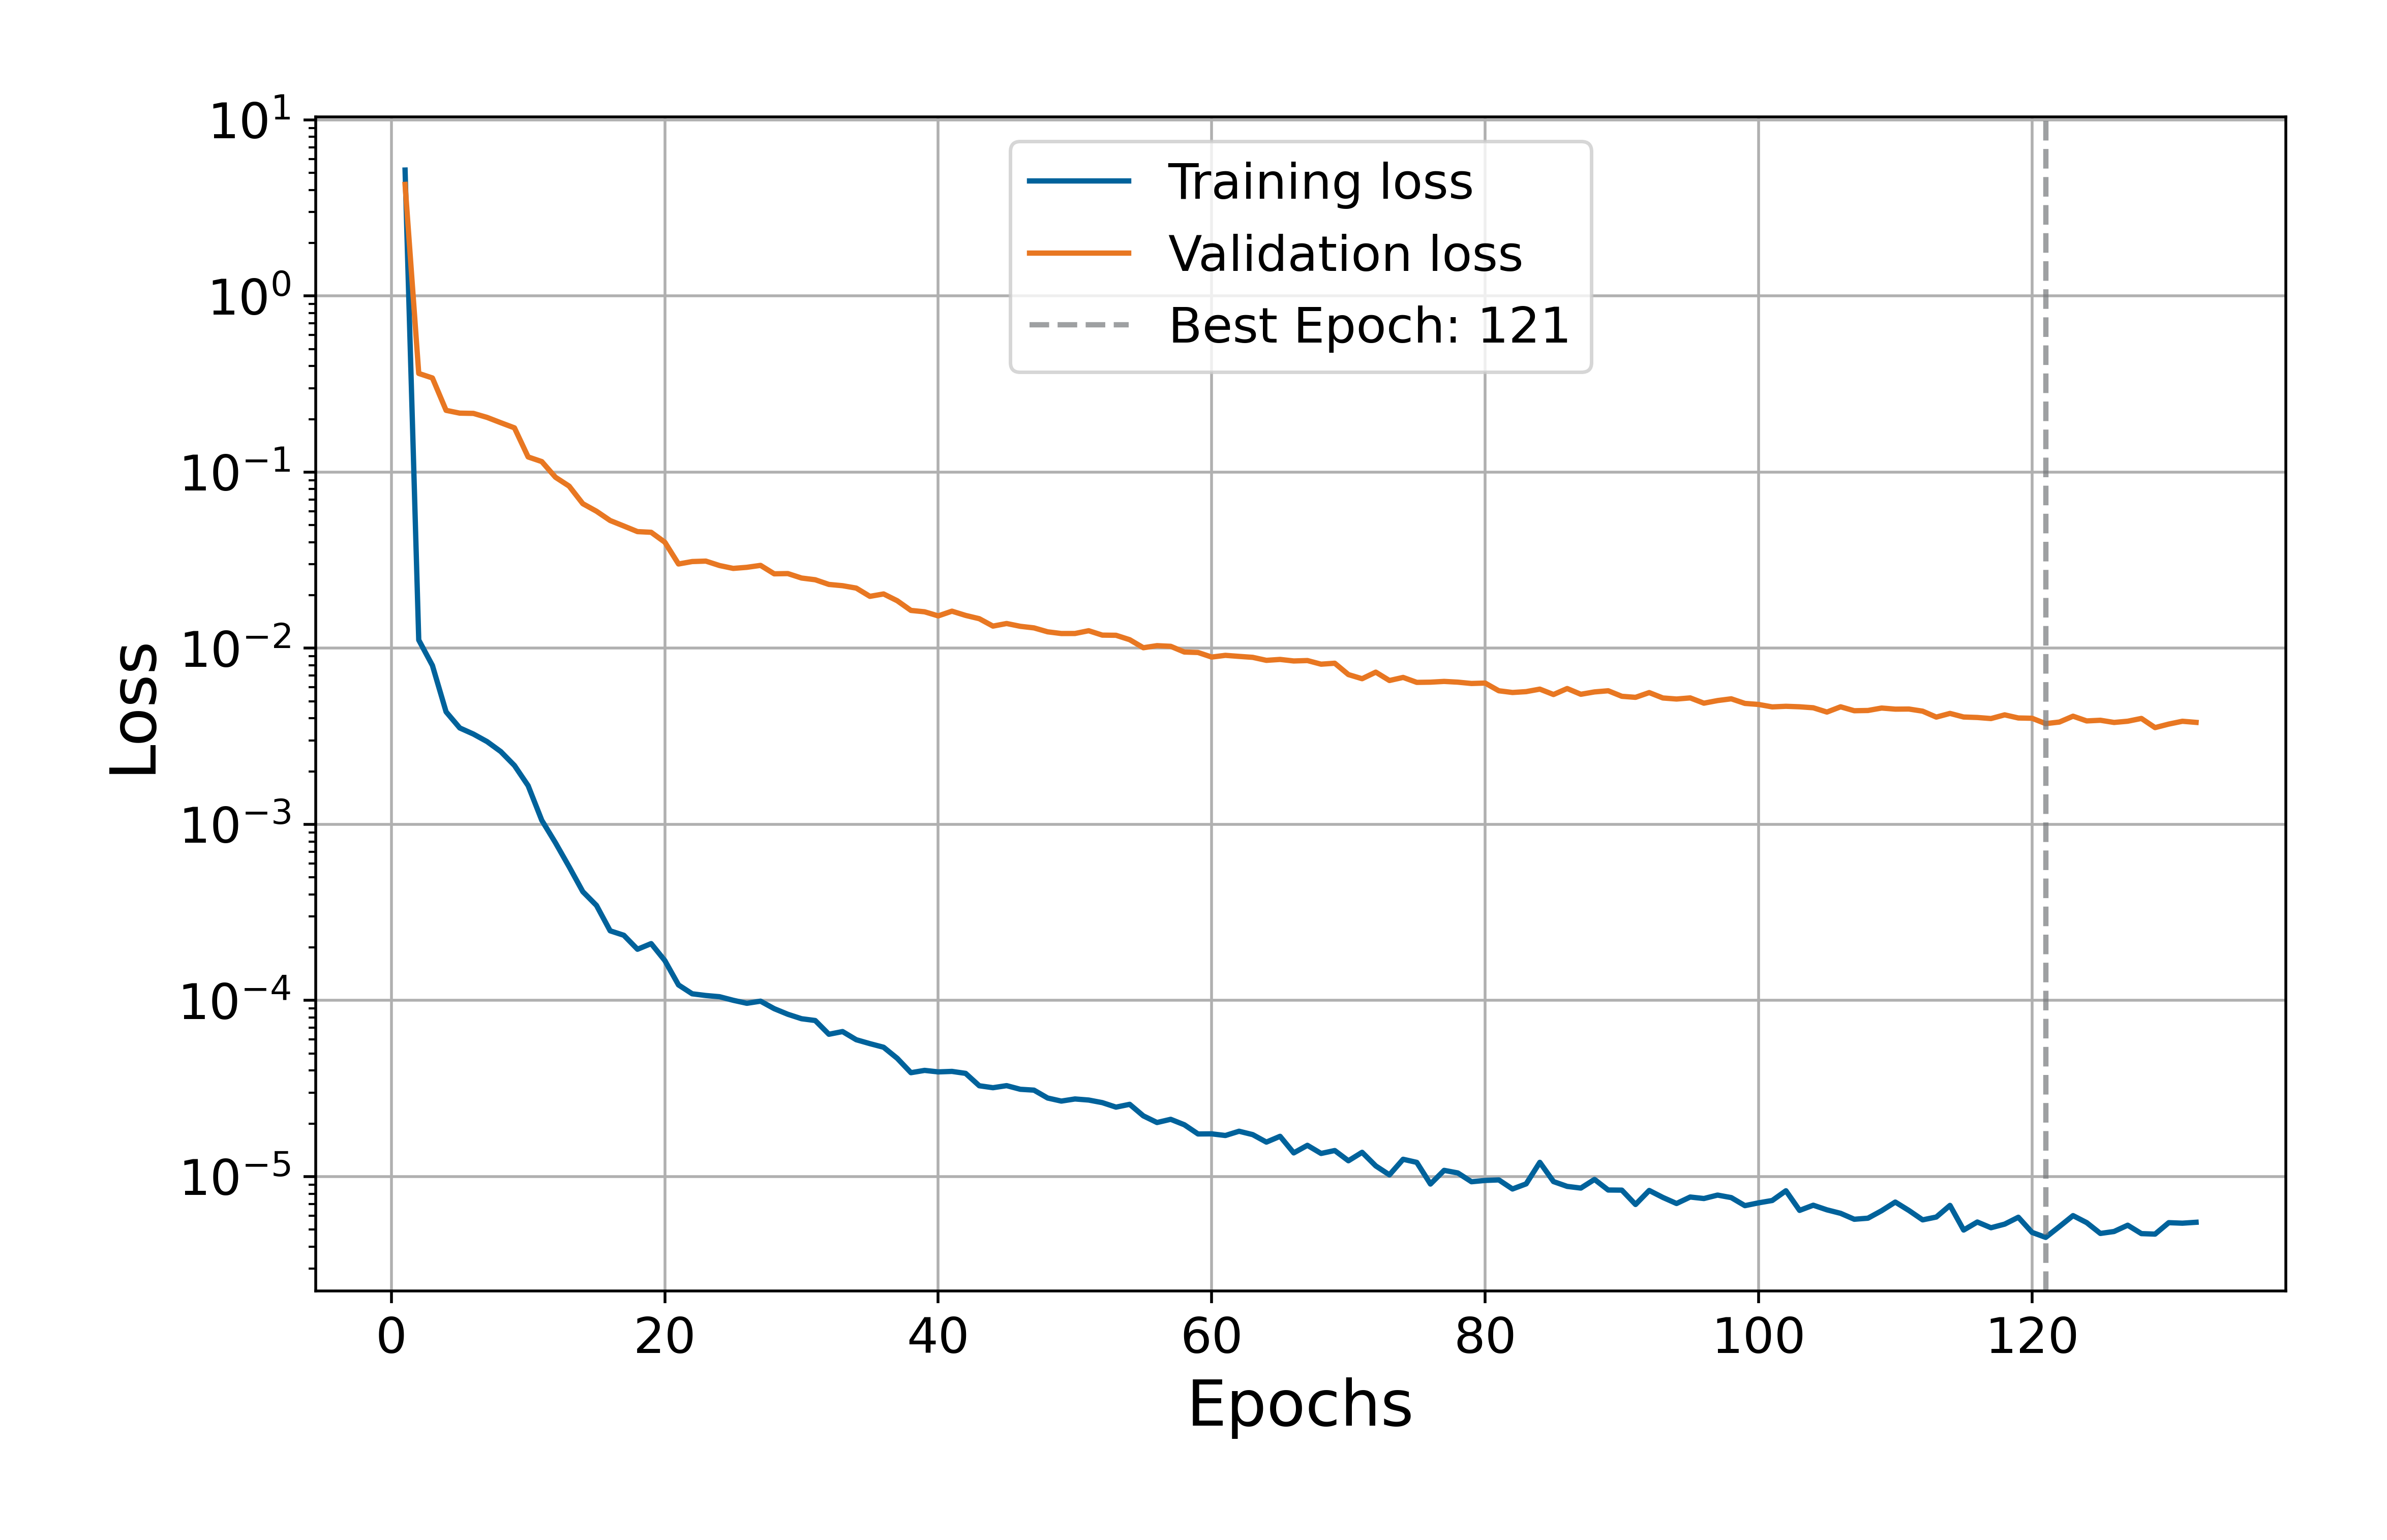 10¹
10⁰
10⁻¹
10⁻²
10⁻³
10⁻⁴
10⁻⁵
Loss
Training loss
Validation loss
Best Epoch: 121
0 20 40 60 80 100 120
Epochs